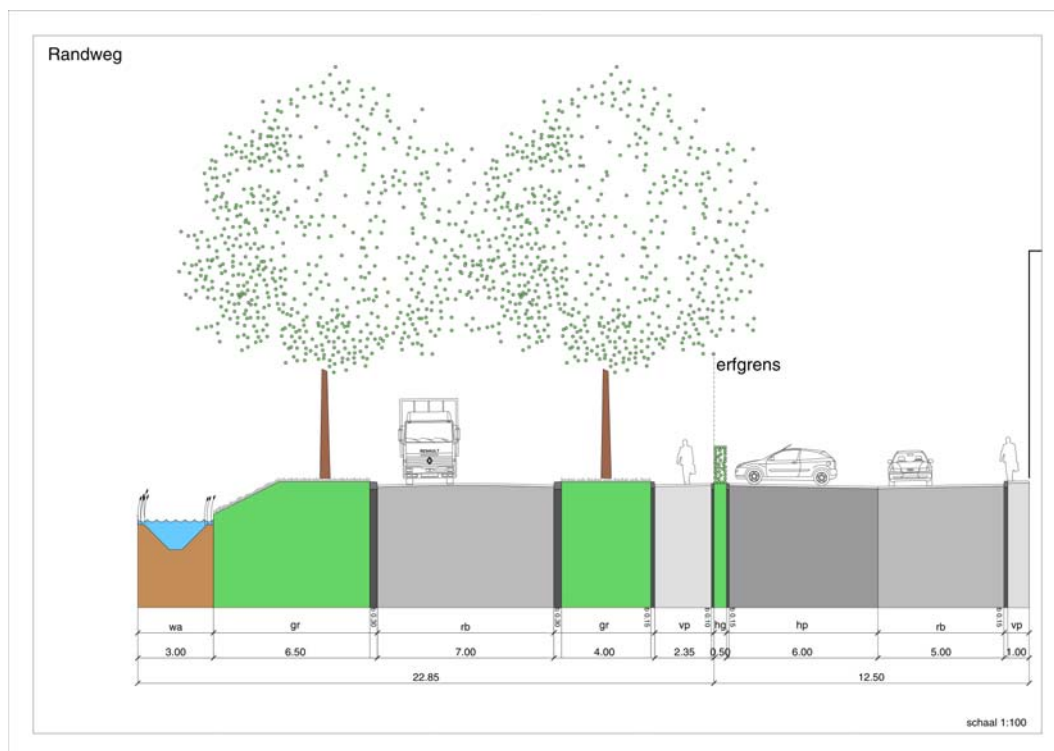 Randweg
erfgrens
RENAULT
b:0.30 b:0.30 b:0.15 b:0.10 b:0.15 b:0.15
wa gr rb gr vp hg hp rb vp
3.00 6.50 7.00 4.00 2.35 0.50 6.00 5.00 1.00
22.85 12.50
schaal 1:100